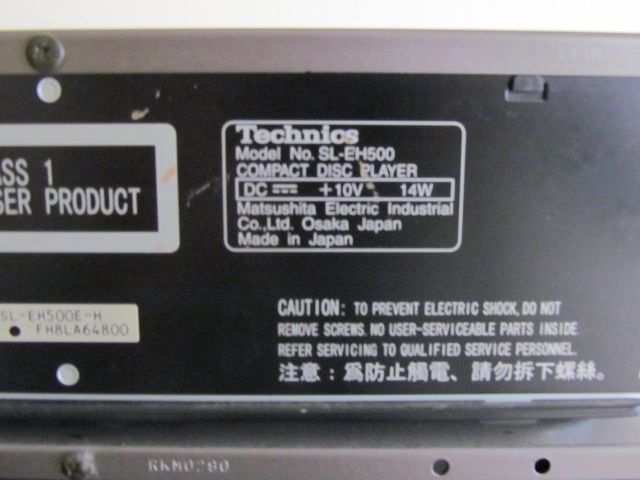 ASS 1
SER PRODUCT
Technics
Model No. SL-EH500
COMPACT DISC PLAYER
DC +10V 14W
Matsushita Electric Industrial
Co.,Ltd. Osaka Japan
Made in Japan
SL-EH500E-H
FH8LA64800
CAUTION: TO PREVENT ELECTRIC SHOCK, DO NOT
REMOVE SCREWS. NO USER-SERVICEABLE PARTS INSIDE.
REFER SERVICING TO QUALIFIED SERVICE PERSONNEL.
注意：為防止觸電、請勿拆下螺絲。
RKM0290